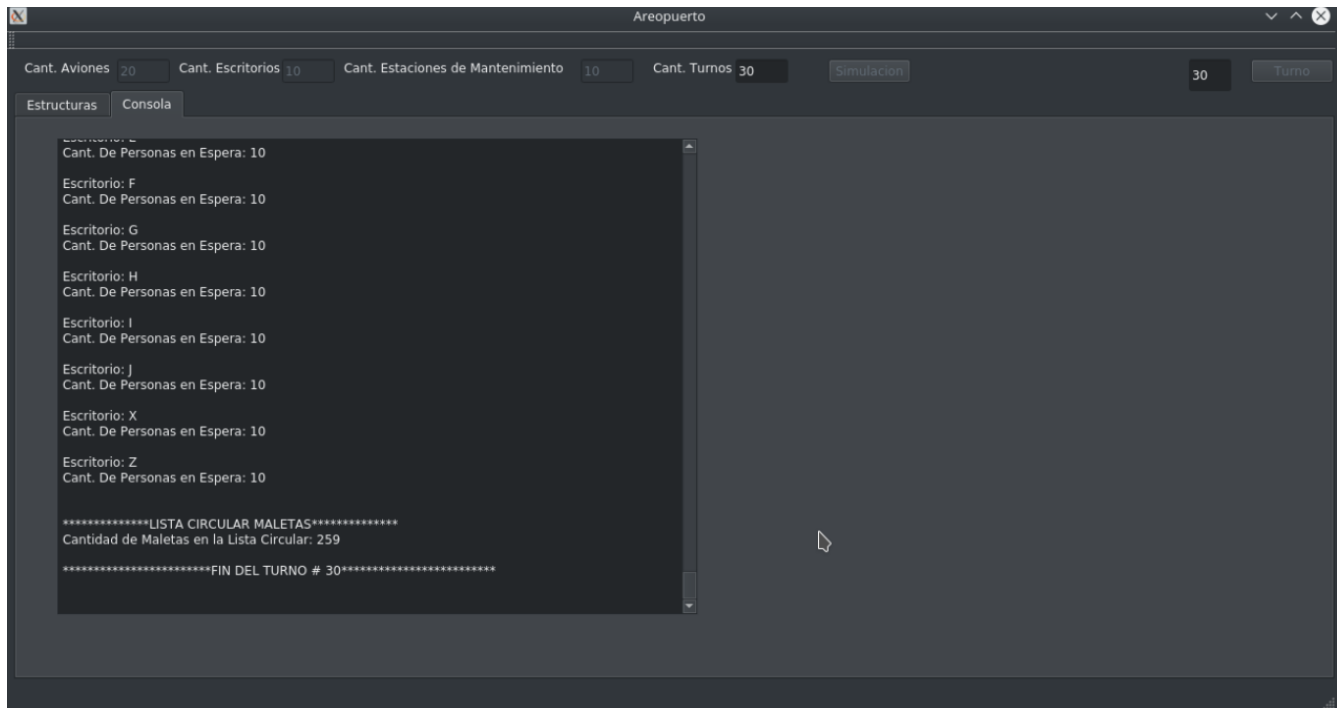 Areopuerto
Cant. Aviones 20 Cant. Escritorios 10 Cant. Estaciones de Mantenimiento 10 Cant. Turnos 30 Simulacion 30 Turno
Estructuras Consola
Cant. De Personas en Espera: 10
Escritorio: F
Cant. De Personas en Espera: 10
Escritorio: G
Cant. De Personas en Espera: 10
Escritorio: H
Cant. De Personas en Espera: 10
Escritorio: I
Cant. De Personas en Espera: 10
Escritorio: J
Cant. De Personas en Espera: 10
Escritorio: X
Cant. De Personas en Espera: 10
Escritorio: Z
Cant. De Personas en Espera: 10
**************LISTA CIRCULAR MALETAS**************
Cantidad de Maletas en la Lista Circular: 259
************************FIN DEL TURNO # 30*************************